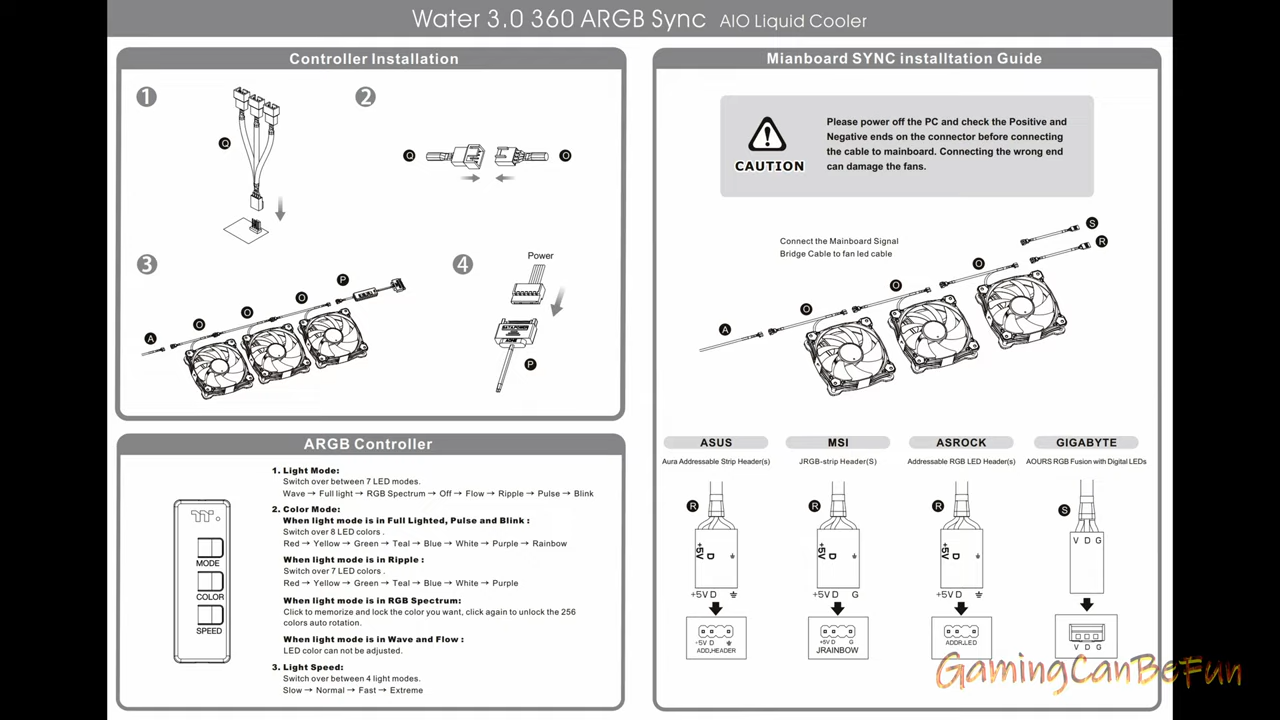 Water 3.0 360 ARGB Sync AIO Liquid Cooler
Controller Installation
1
2
Q
Q
O
3
4
Power
P
O
O
O
A
SATA POWER
P
ARGB Controller
MODE
COLOR
SPEED
1. Light Mode:
Switch over between 7 LED modes.
Wave → Full light → RGB Spectrum → Off → Flow → Ripple → Pulse → Blink
2. Color Mode:
When light mode is in Full Lighted, Pulse and Blink :
Switch over 8 LED colors .
Red → Yellow → Green → Teal → Blue → White → Purple → Rainbow
When light mode is in Ripple :
Switch over 7 LED colors .
Red → Yellow → Green → Teal → Blue → White → Purple
When light mode is in RGB Spectrum:
Click to memorize and lock the color you want, click again to unlock the 256
colors auto rotation.
When light mode is in Wave and Flow :
LED color can not be adjusted.
3. Light Speed:
Switch over between 4 light modes.
Slow → Normal → Fast → Extreme
Mianboard SYNC installtation Guide
CAUTION
Please power off the PC and check the Positive and
Negative ends on the connector before connecting
the cable to mainboard. Connecting the wrong end
can damage the fans.
Connect the Mainboard Signal
Bridge Cable to fan led cable
S
R
O
O
O
A
ASUS
Aura Addressable Strip Header(s)
R
+5V D
+5V D
+5V D
ADD_HEADER
MSI
JRGB-strip Header(S)
R
+5V D
+5V D G
+5V D G
JRAINBOW
ASROCK
Addressable RGB LED Header(s)
R
+5V D
+5V D
ADDR_LED
GIGABYTE
AOURS RGB Fusion with Digital LEDs
S
V D G
V D G
GamingCanBeFun